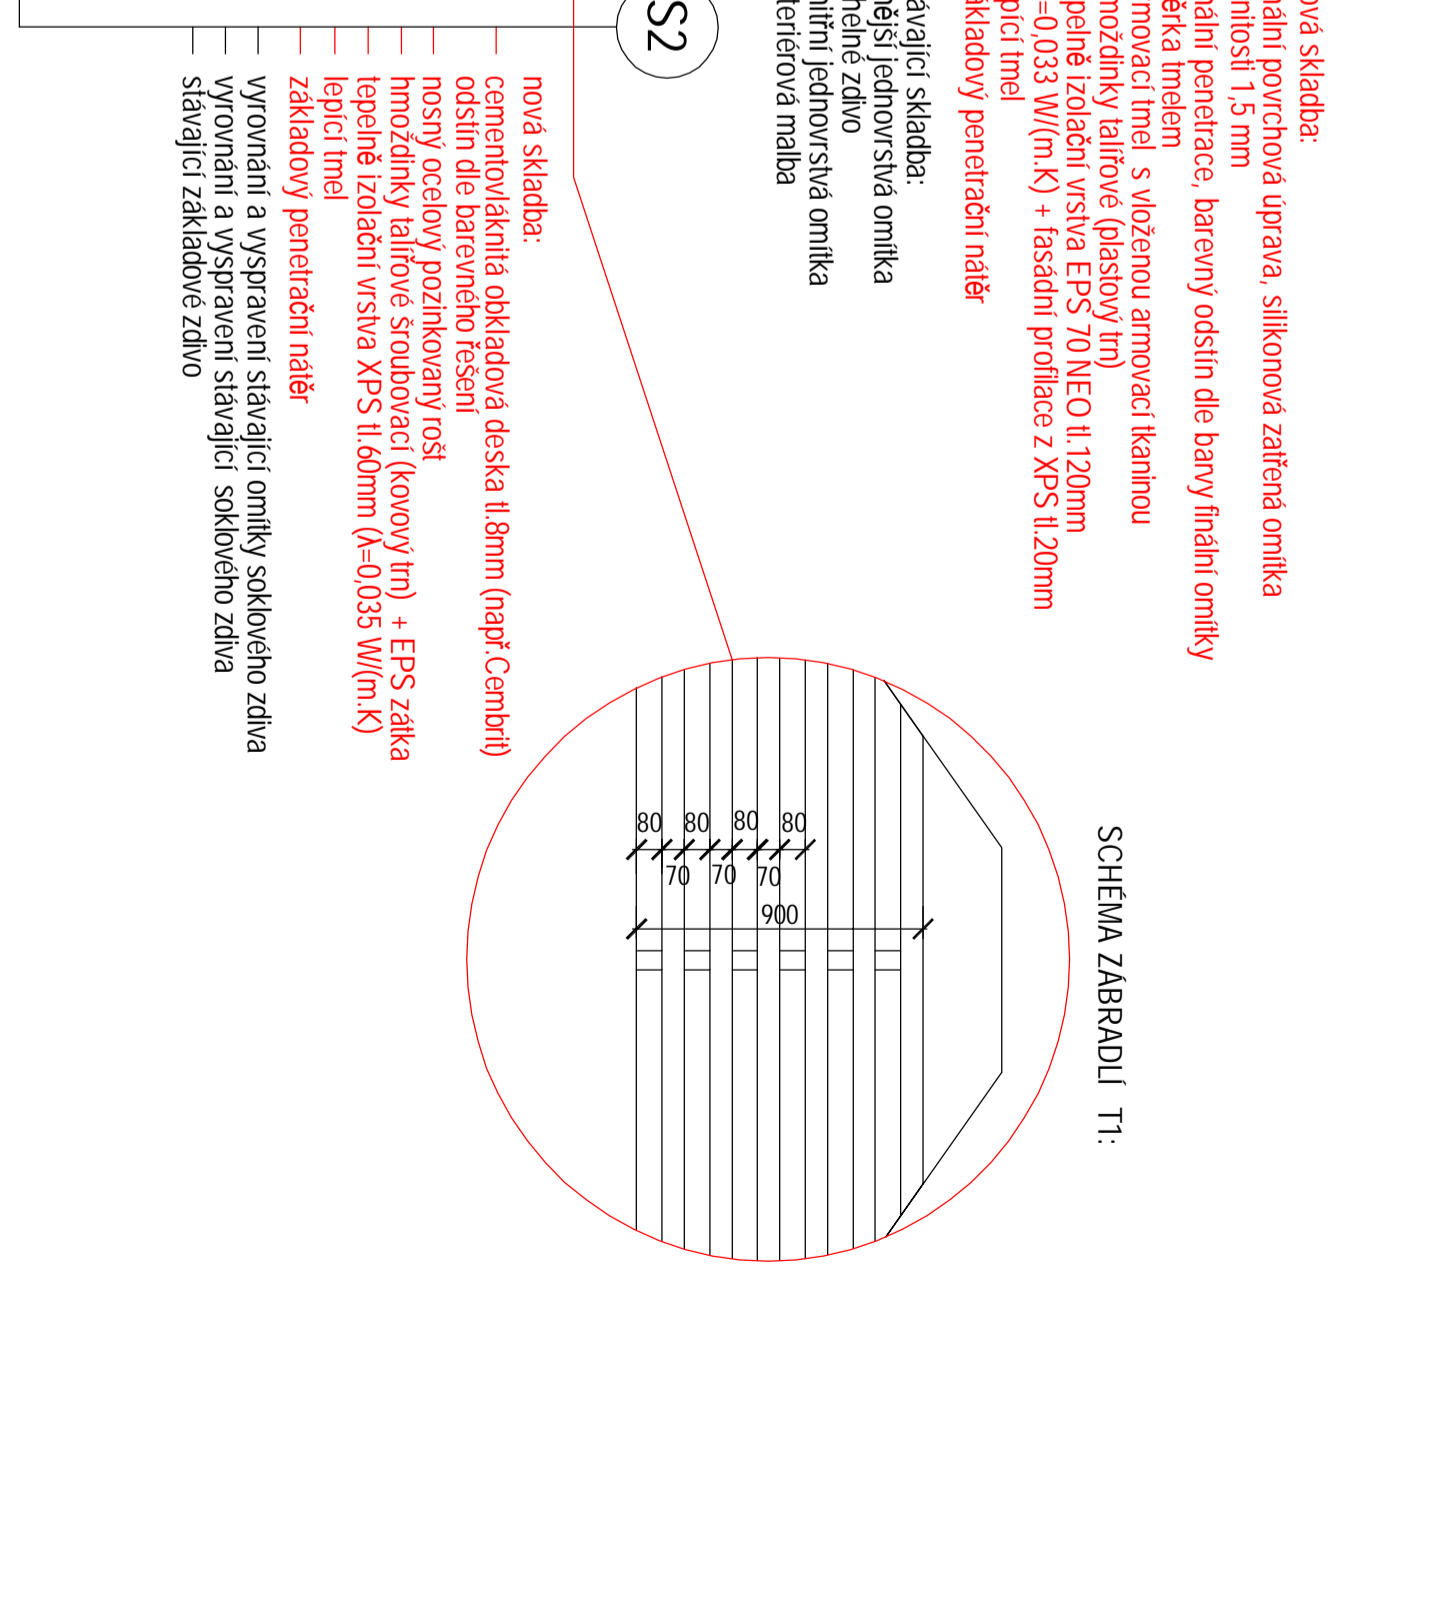 ová skladba:
nální povrchová úprava, silikonová zatřená omítka
nitosti 1,5 mm
nální penetrace, barevný odstín dle barvy finální omítky
ěrka tmelem
rmovací tmel s vloženou armovací tkaninou
moždinky talířové (plastový trn)
pelně izolační vrstva EPS 70 NEO tl.120mm
=0,033 W/(m.K) + fasádní profilace z XPS tl.20mm
pící tmel
ákladový penetrační nátěr
ávající skladba:
nější jednovrstvá omítka
helné zdivo
nitřní jednovrstvá omítka
teriérová malba
S2
nová skladba:
cementovláknitá obkladová deska tl.8mm (např.Cembrit)
odstín dle barevného řešení
nosný ocelový pozinkovaný rošt
hmoždinky talířové šroubovací (kovový trn) + EPS zátka
tepelně izolační vrstva XPS tl.60mm (λ=0,035 W/(m.K)
lepící tmel
základový penetrační nátěr
vyrovnání a vyspravení stávající omítky soklového zdiva
vyrovnání a vyspravení stávající soklového zdiva
stávající základové zdivo
SCHÉMA ZÁBRADLÍ T1:
80 80 80 80
70 70 70
900